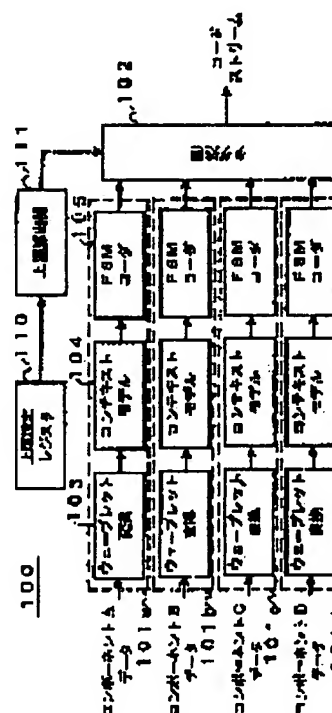 100
110
上限設定
レジスタ
111
上限制御
102
タグ処理
コード
ストリーム
103
104
105
コンポーネントA
データ
101a
ウェーブレット
変換
コンテキスト
モデル
FSM
コーダ
コンポーネントB
データ
101b
ウェーブレット
変換
コンテキスト
モデル
FSM
コーダ
コンポーネントC
データ
ウェーブレット
変換
コンテキスト
モデル
FSM
コーダ
コンポーネントD
データ
ウェーブレット
変換
コンテキスト
モデル
FSM
コーダ